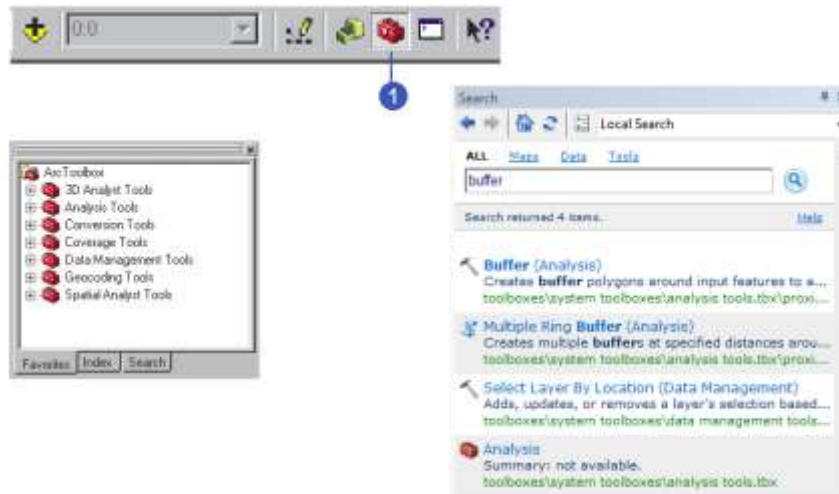 0:0
1
ArcToolbox
3D Analyst Tools
Analysis Tools
Conversion Tools
Coverage Tools
Data Management Tools
Geocoding Tools
Spatial Analyst Tools
Favorites Index Search
Search
Local Search
ALL Maps Data Tools
buffer
Search returned 4 items. Help
Buffer (Analysis)
Creates buffer polygons around input features to a...
toolboxes\system toolboxes\analysis tools.tbx\proxi...
Multiple Ring Buffer (Analysis)
Creates multiple buffers at specified distances arou...
toolboxes\system toolboxes\analysis tools.tbx\proxi...
Select Layer By Location (Data Management)
Adds, updates, or removes a layer's selection based...
toolboxes\system toolboxes\data management tools...
Analysis
Summary: not available.
toolboxes\system toolboxes\analysis tools.tbx